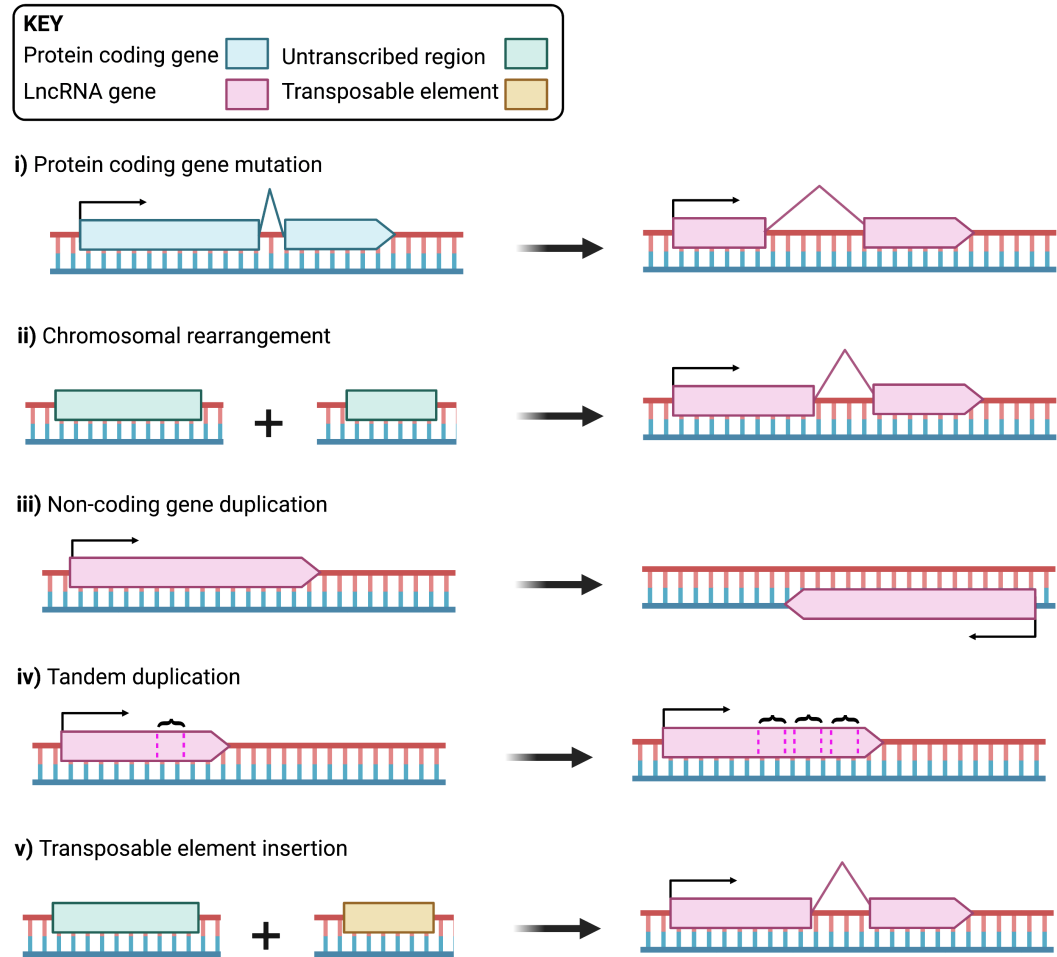 KEY
Protein coding gene Untranscribed region
LncRNA gene Transposable element
i) Protein coding gene mutation
ii) Chromosomal rearrangement
+
iii) Non-coding gene duplication
iv) Tandem duplication
v) Transposable element insertion
+